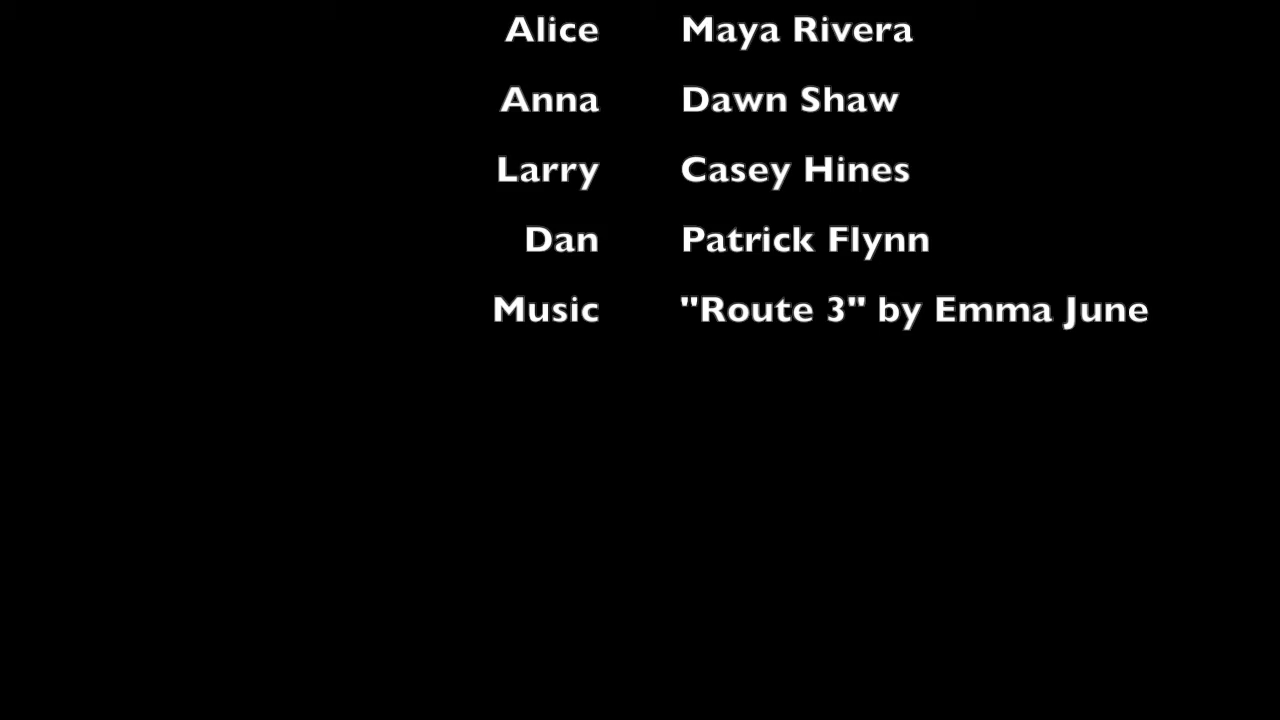 Alice Maya Rivera
Anna Dawn Shaw
Larry Casey Hines
Dan Patrick Flynn
Music "Route 3" by Emma June